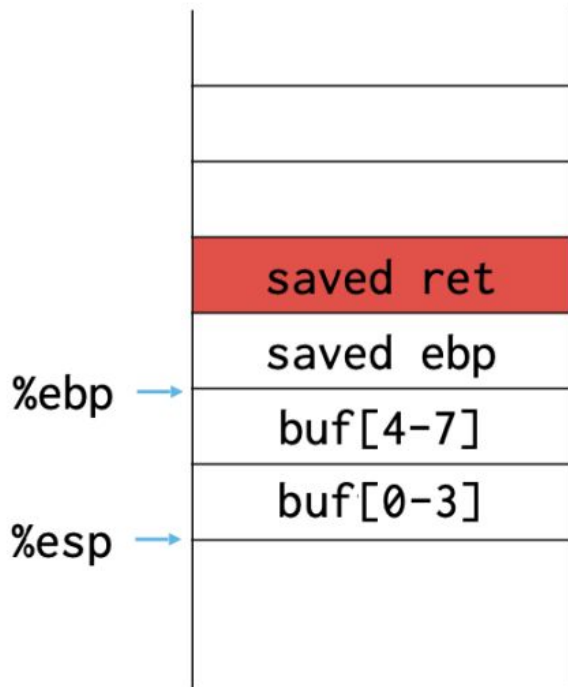 saved ret
saved ebp
%ebp
buf[4-7]
buf[0-3]
%esp